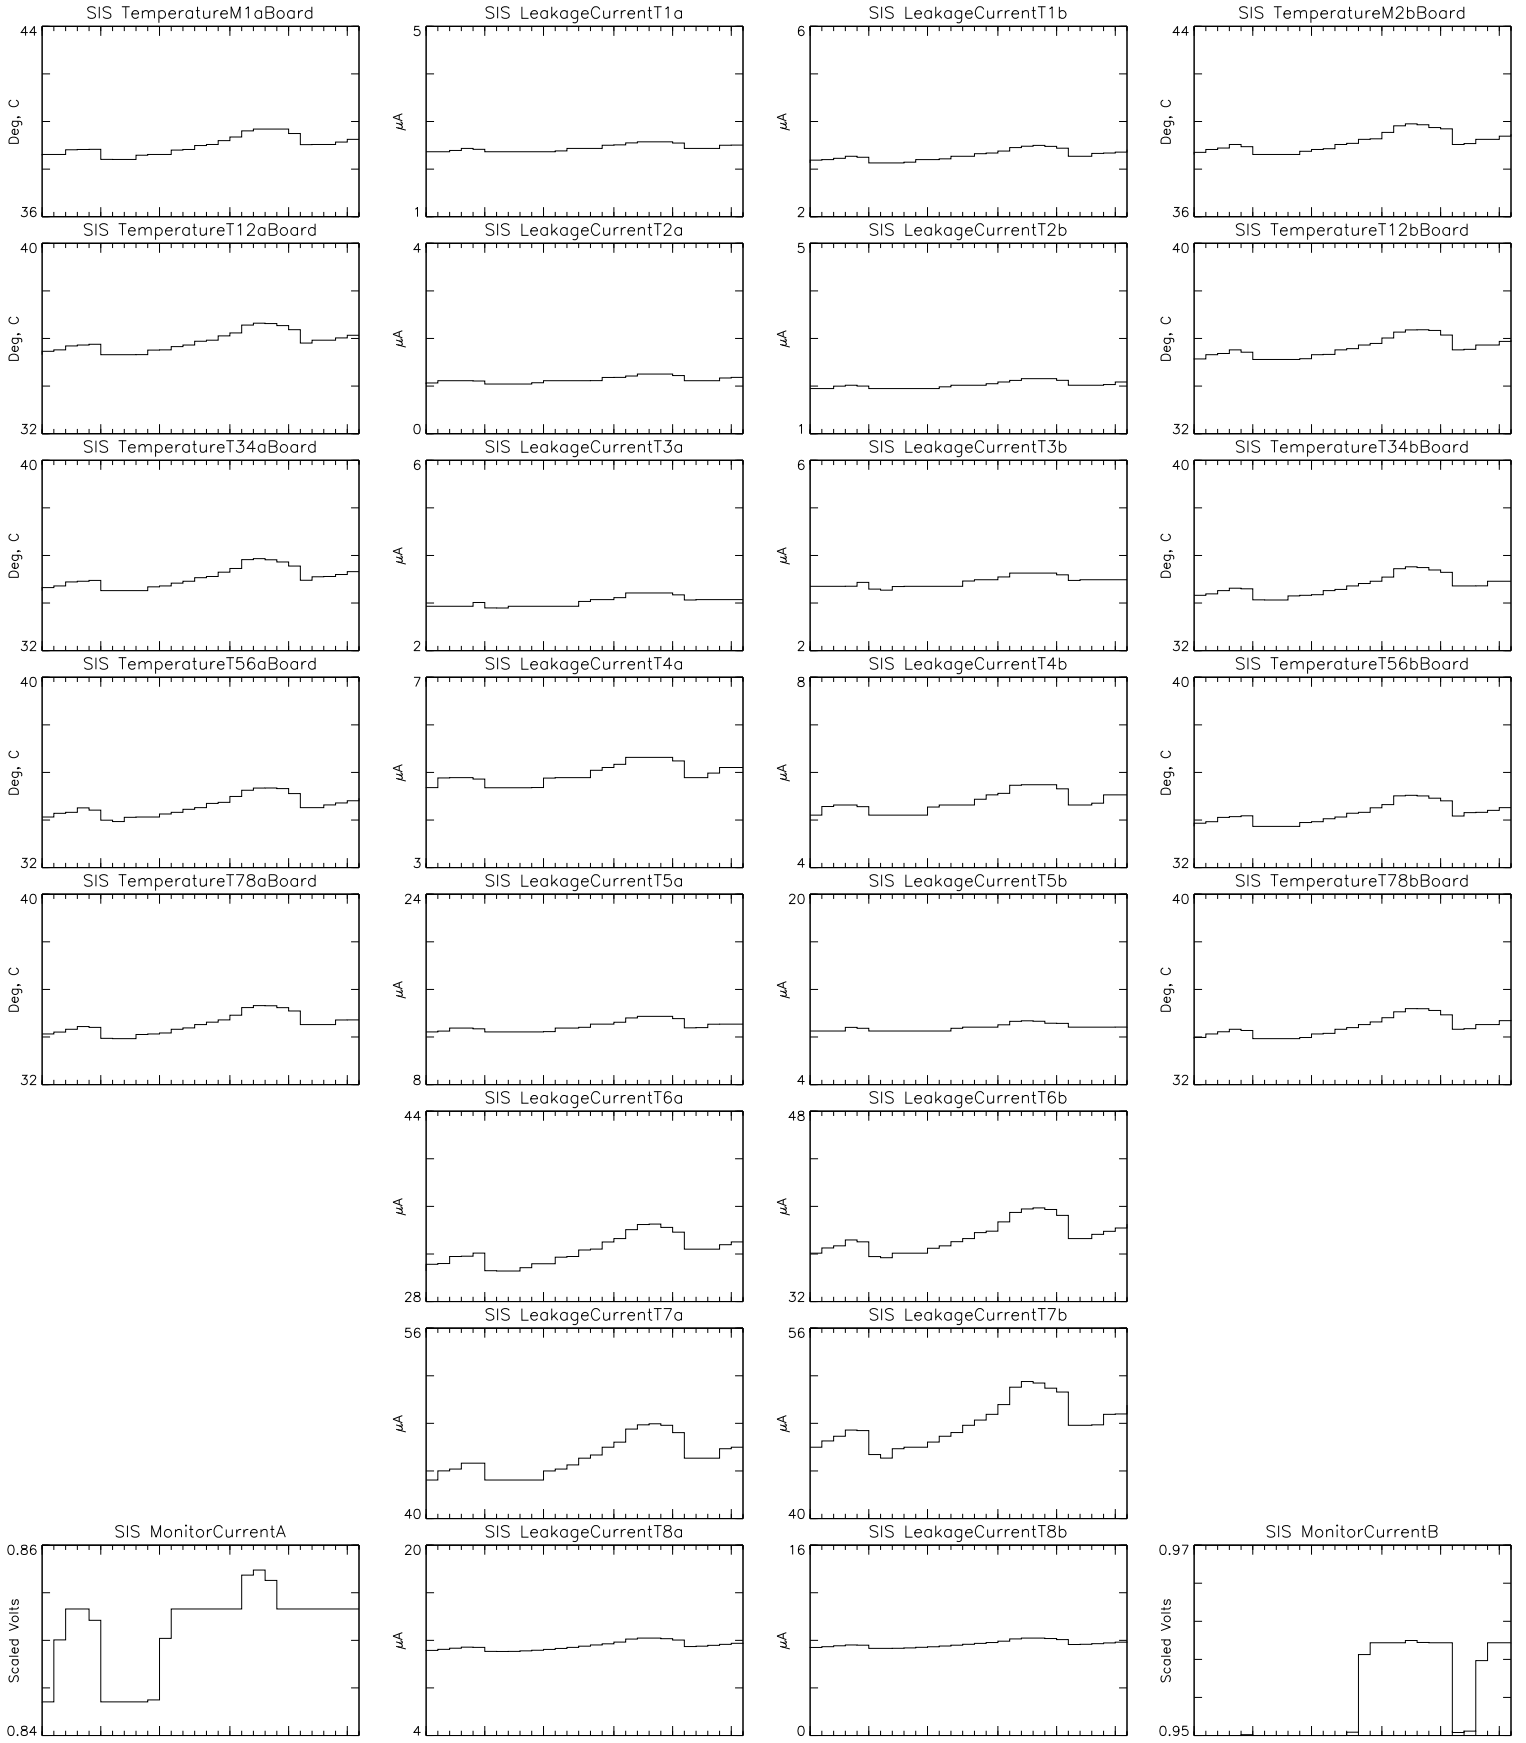 SIS TemperatureM1aBoard
44
Deg, C
36
SIS LeakageCurrentT1a
5
μA
1
SIS LeakageCurrentT1b
6
μA
2
SIS TemperatureM2bBoard
44
Deg, C
36
SIS TemperatureT12aBoard
40
Deg, C
32
SIS LeakageCurrentT2a
4
μA
0
SIS LeakageCurrentT2b
5
μA
1
SIS TemperatureT12bBoard
40
Deg, C
32
SIS TemperatureT34aBoard
40
Deg, C
32
SIS LeakageCurrentT3a
6
μA
2
SIS LeakageCurrentT3b
6
μA
2
SIS TemperatureT34bBoard
40
Deg, C
32
SIS TemperatureT56aBoard
40
Deg, C
32
SIS LeakageCurrentT4a
7
μA
3
SIS LeakageCurrentT4b
8
μA
4
SIS TemperatureT56bBoard
40
Deg, C
32
SIS TemperatureT78aBoard
40
Deg, C
32
SIS LeakageCurrentT5a
24
μA
8
SIS LeakageCurrentT5b
20
μA
4
SIS TemperatureT78bBoard
40
Deg, C
32
SIS LeakageCurrentT6a
44
μA
28
SIS LeakageCurrentT6b
48
μA
32
SIS LeakageCurrentT7a
56
μA
40
SIS LeakageCurrentT7b
56
μA
40
SIS MonitorCurrentA
0.86
Scaled Volts
0.84
SIS LeakageCurrentT8a
20
μA
4
SIS LeakageCurrentT8b
16
μA
0
SIS MonitorCurrentB
0.97
Scaled Volts
0.95